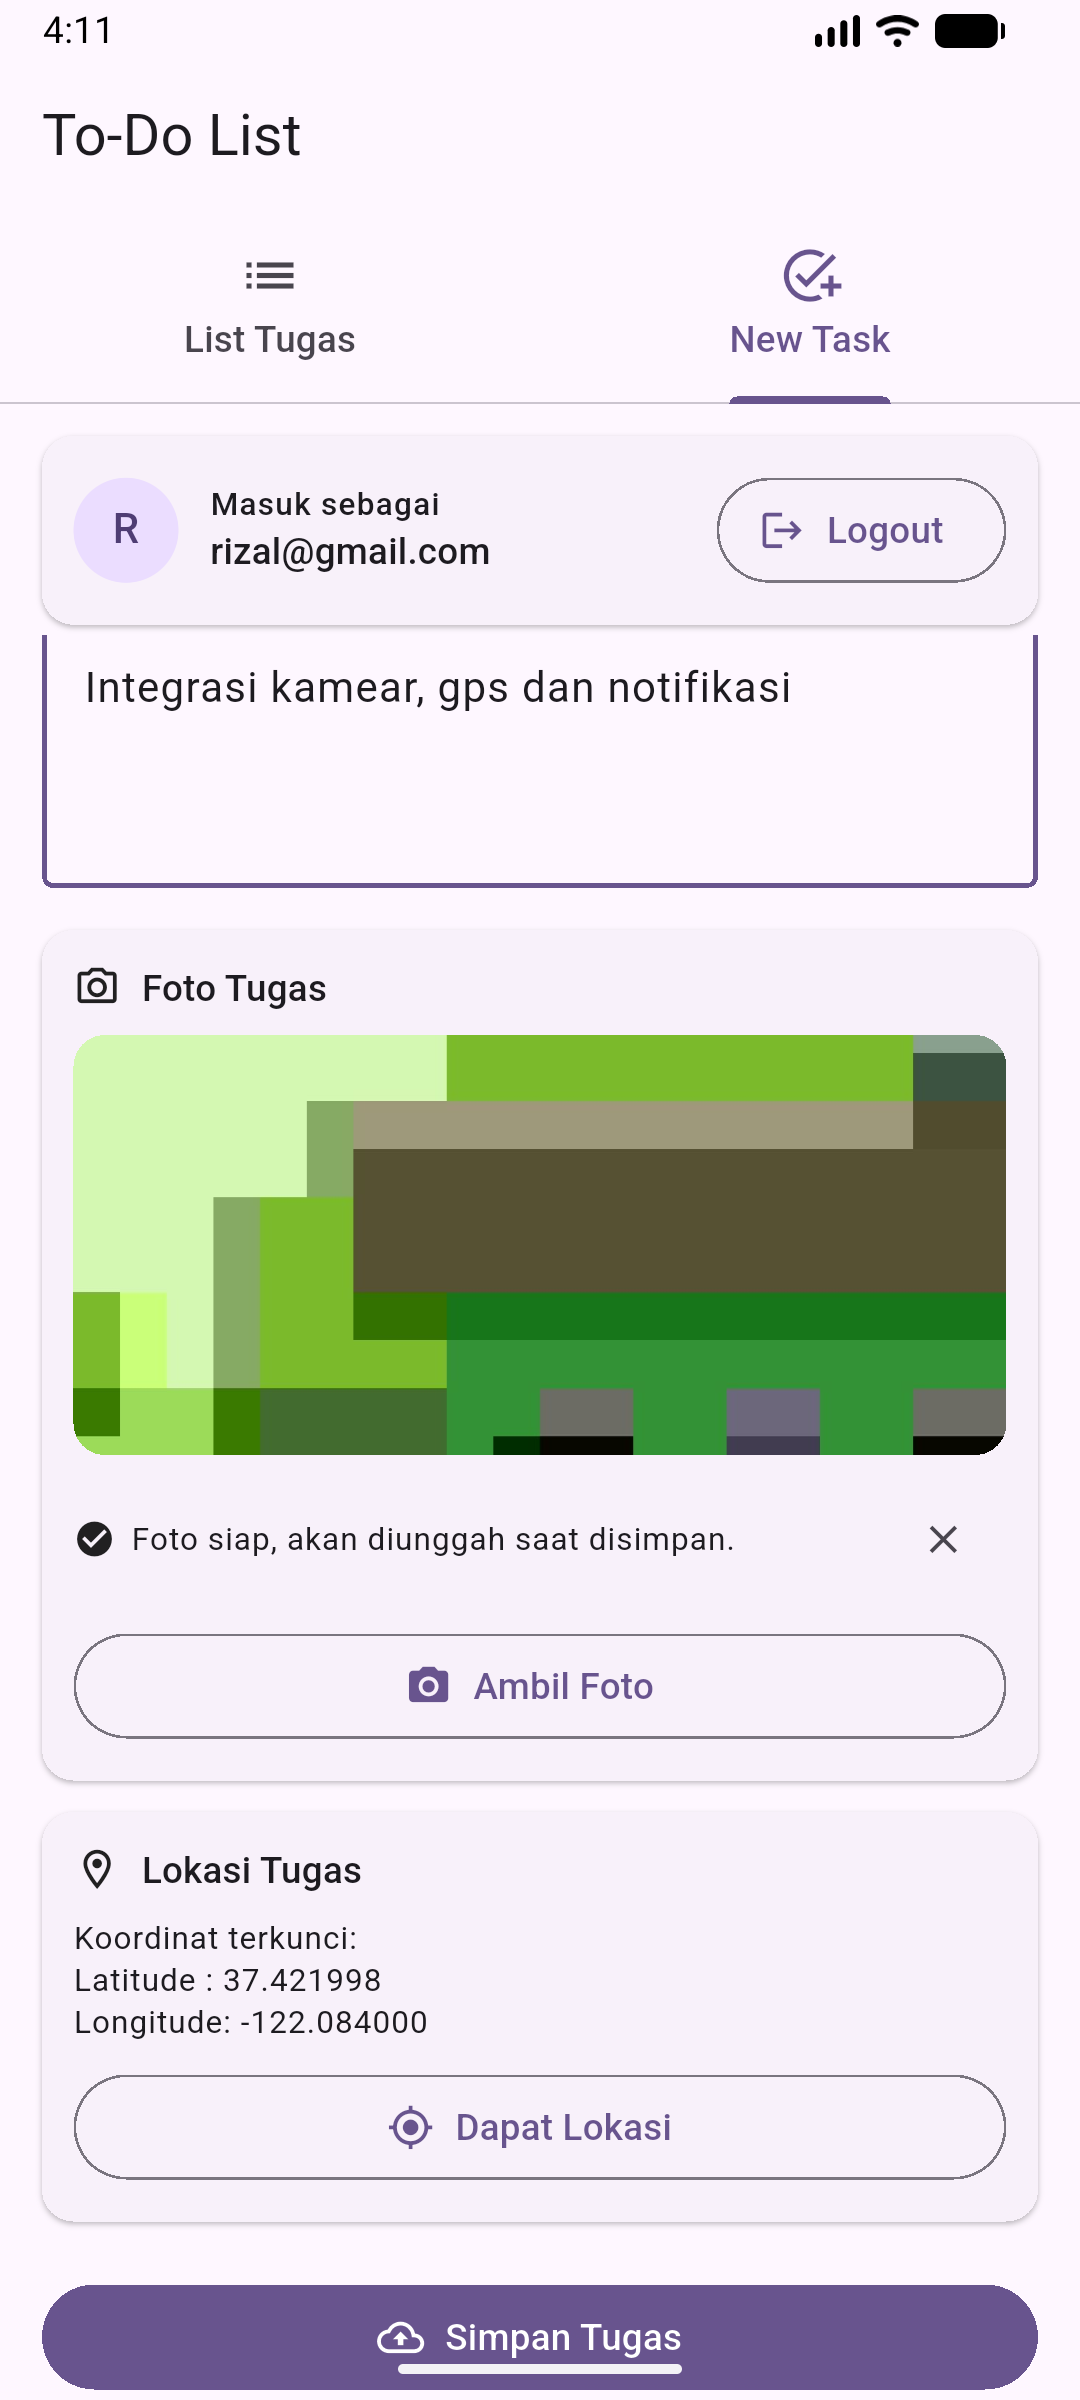 4:11
To-Do List
List Tugas
New Task
R
Masuk sebagai
rizal@gmail.com
Logout
Integrasi kamear, gps dan notifikasi
Foto Tugas
Foto siap, akan diunggah saat disimpan.
Ambil Foto
Lokasi Tugas
Koordinat terkunci:
Latitude : 37.421998
Longitude: -122.084000
Dapat Lokasi
Simpan Tugas